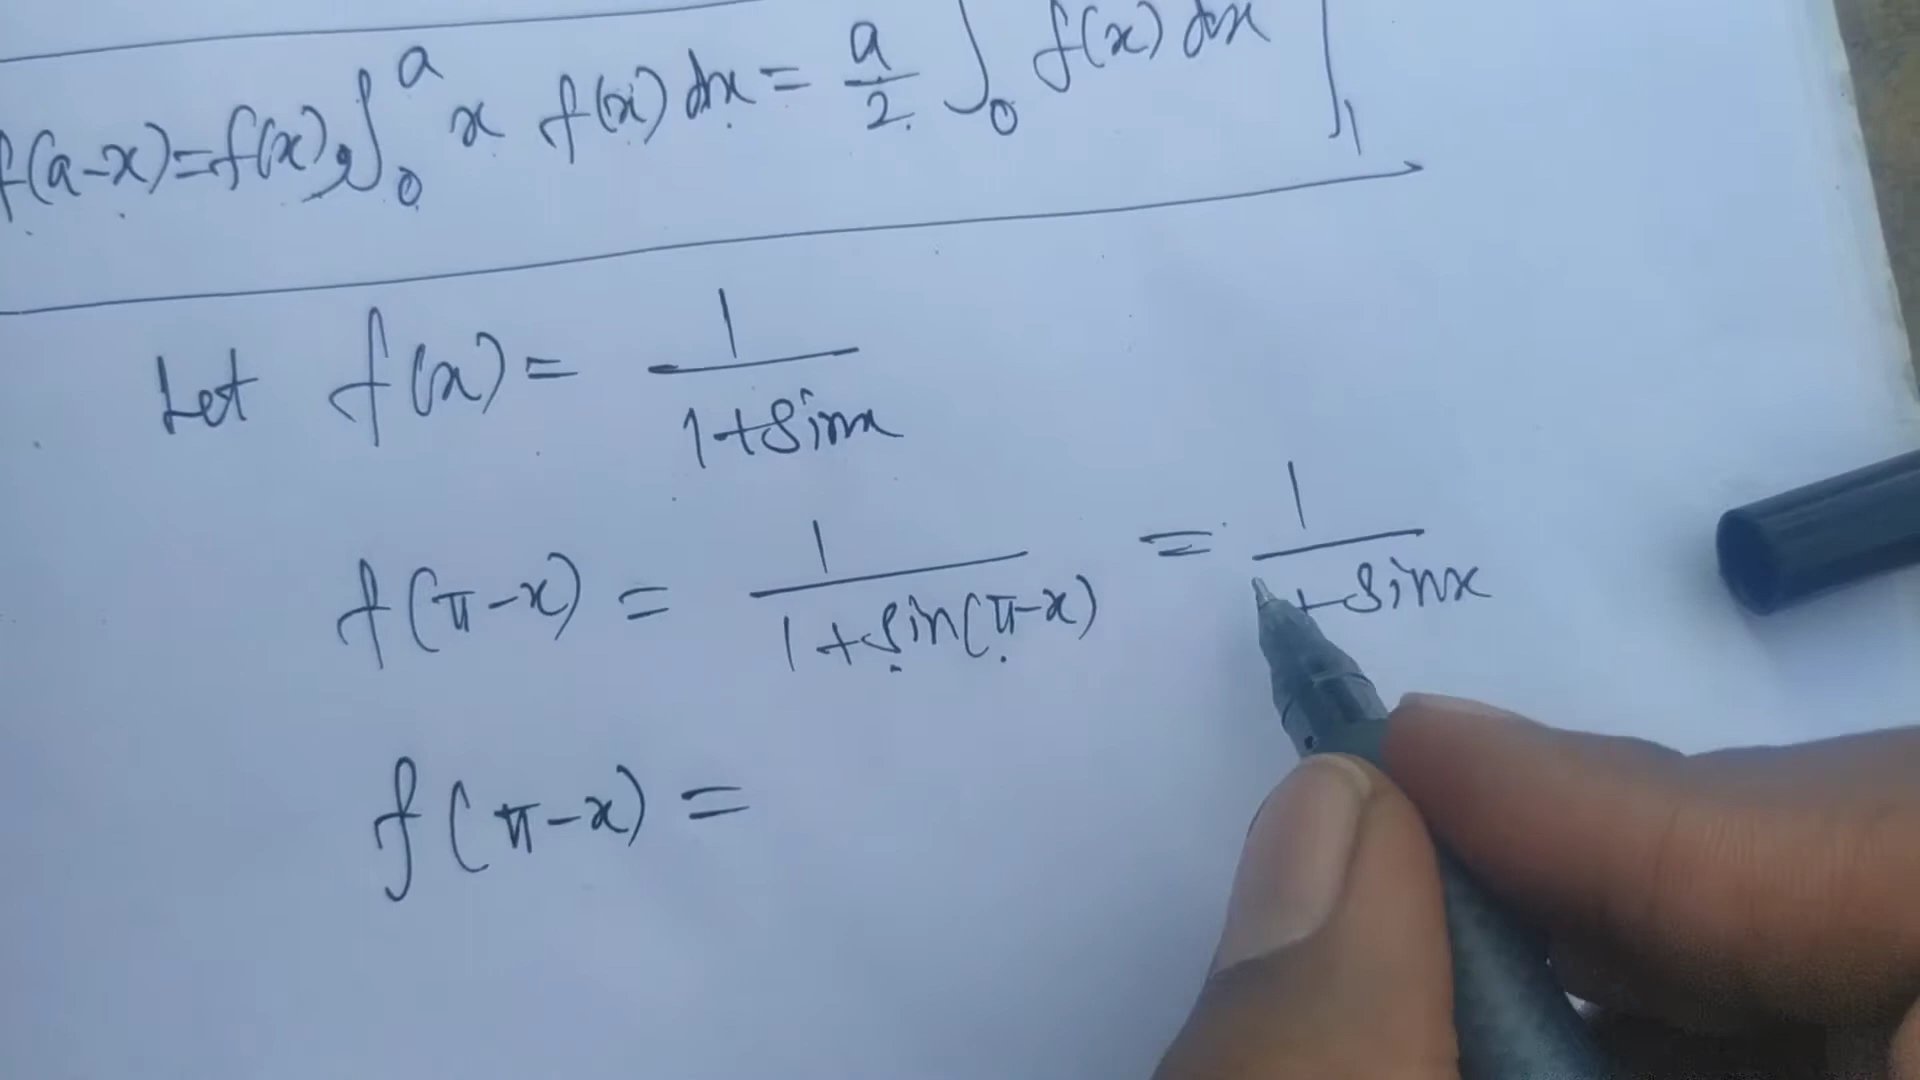 f(a-x)=f(x), ∫₀ᵃ x f(x) dx = a/2 ∫₀ f(x) dx
Let f(x) = 1/(1+sinx)
f(π-x) = 1/(1+sin(π-x)) = 1/(1+sinx)
f(π-x) =